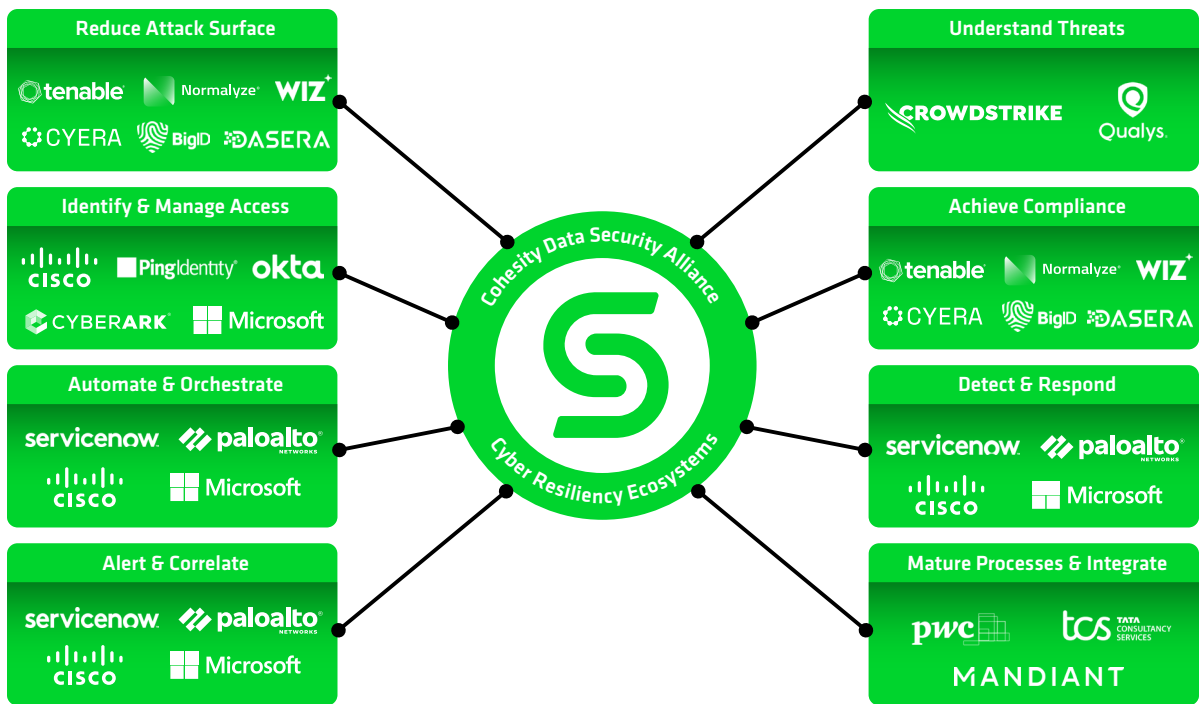 Reduce Attack Surface
tenable Normalyze WIZ
CYERA BigID DASERA
Identify & Manage Access
CISCO PingIdentity okta
CYBERARK Microsoft
Automate & Orchestrate
servicenow paloalto NETWORKS
CISCO Microsoft
Alert & Correlate
servicenow paloalto NETWORKS
CISCO Microsoft
Cohesity Data Security Alliance
Cyber Resiliency Ecosystems
Understand Threats
CROWDSTRIKE Qualys.
Achieve Compliance
tenable Normalyze WIZ
CYERA BigID DASERA
Detect & Respond
servicenow paloalto NETWORKS
CISCO Microsoft
Mature Processes & Integrate
pwc tcs TATA CONSULTANCY SERVICES
MANDIANT